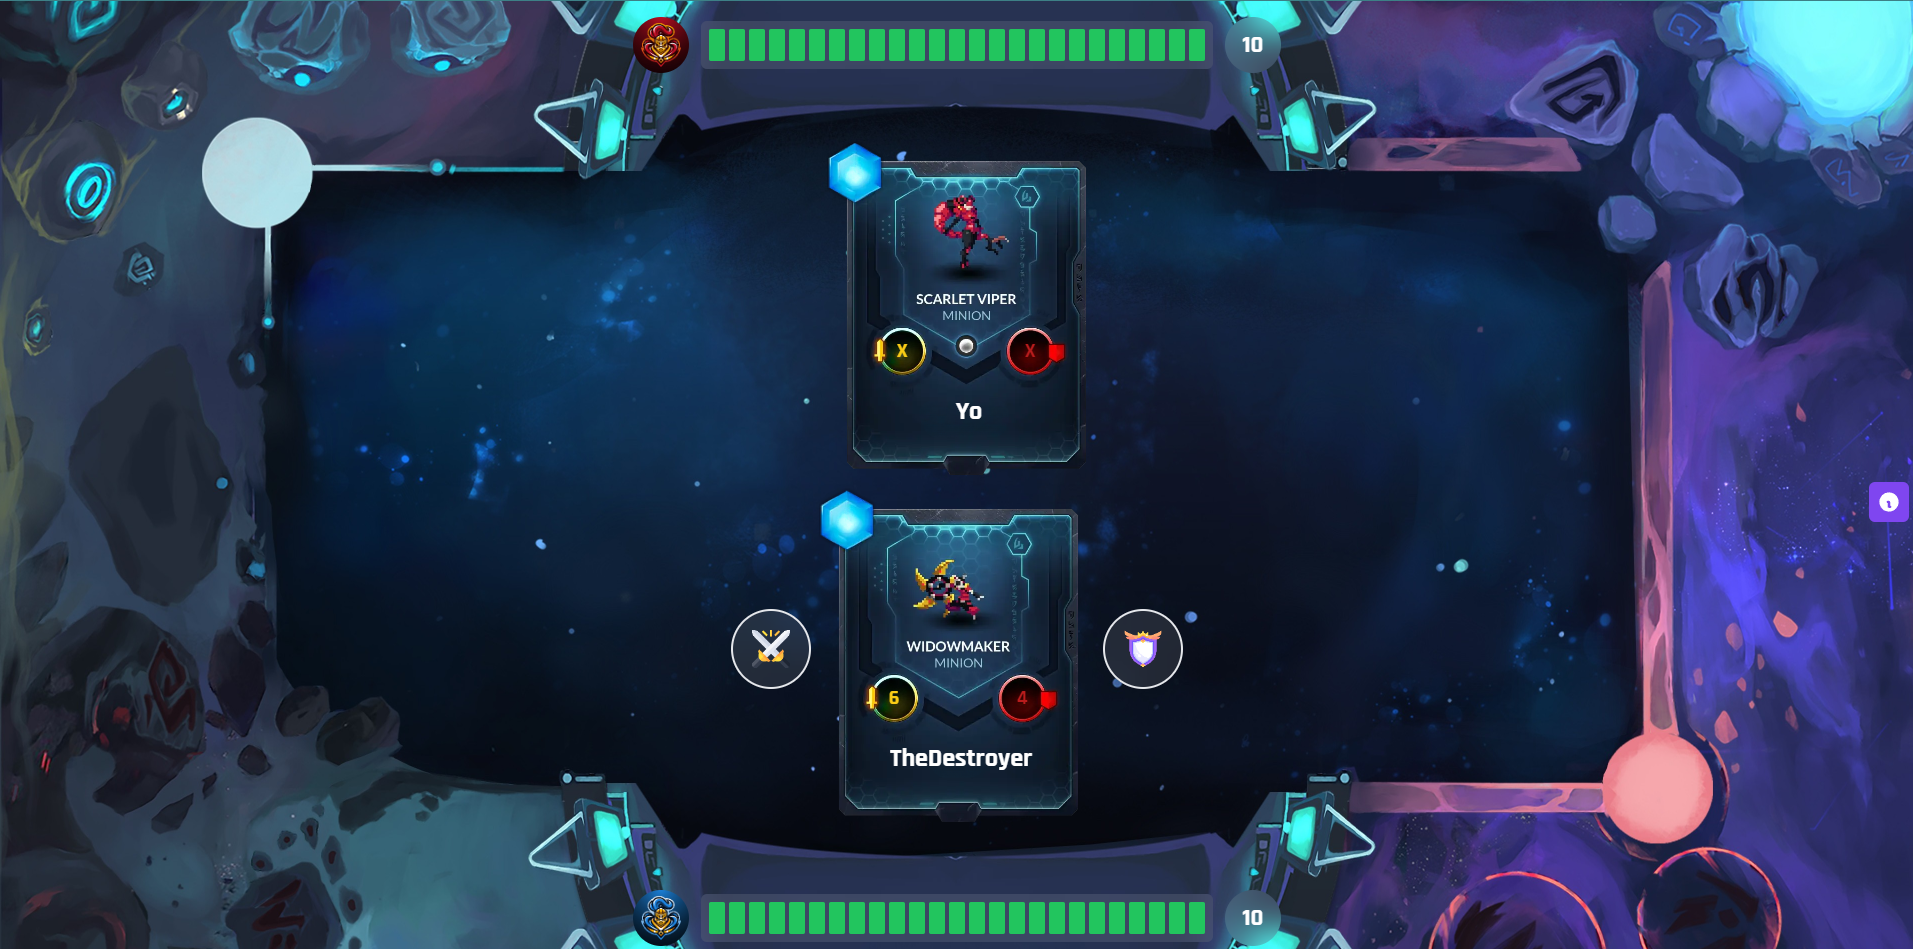 10
SCARLET VIPER
MINION
X
X
Yo
WIDOWMAKER
MINION
6
4
TheDestroyer
10